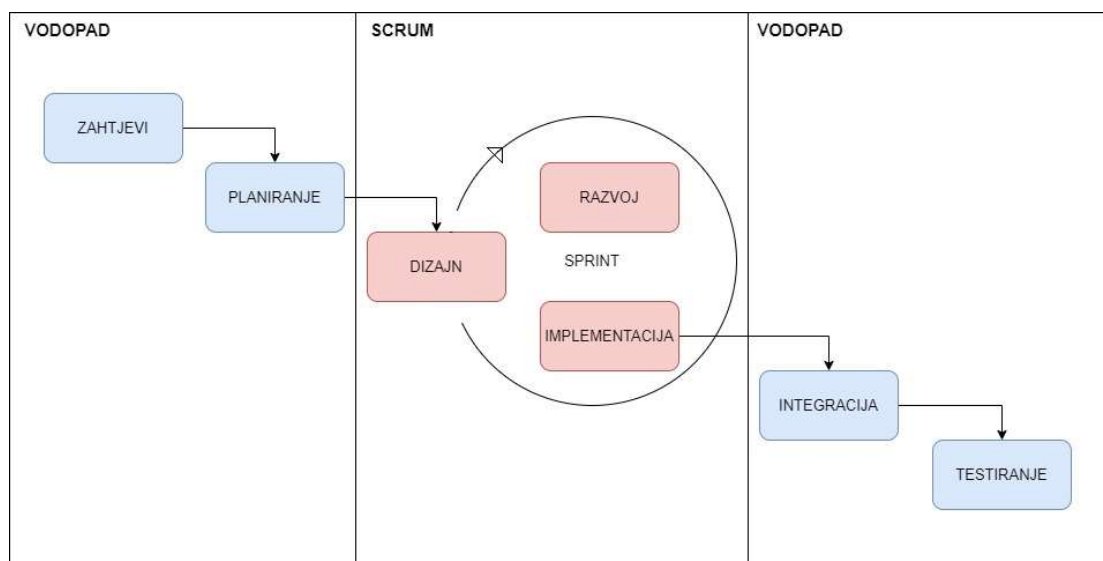 VODOPAD
SCRUM
VODOPAD
ZAHTJEVI
PLANIRANJE
RAZVOJ
DIZAJN
SPRINT
IMPLEMENTACIJA
INTEGRACIJA
TESTIRANJE